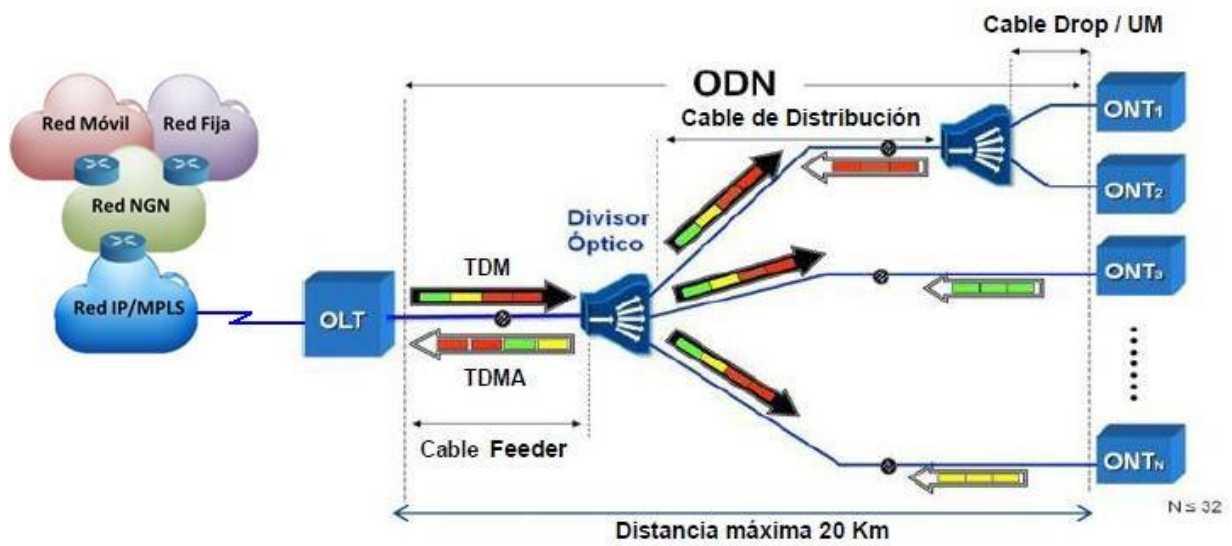 Cable Drop / UM
ODN
Cable de Distribución
Red Móvil
Red Fija
Red NGN
Red IP/MPLS
OLT
TDM
TDMA
Cable Feeder
Divisor
Óptico
ONT1
ONT2
ONT3
ONTN
N ≤ 32
Distancia máxima 20 Km